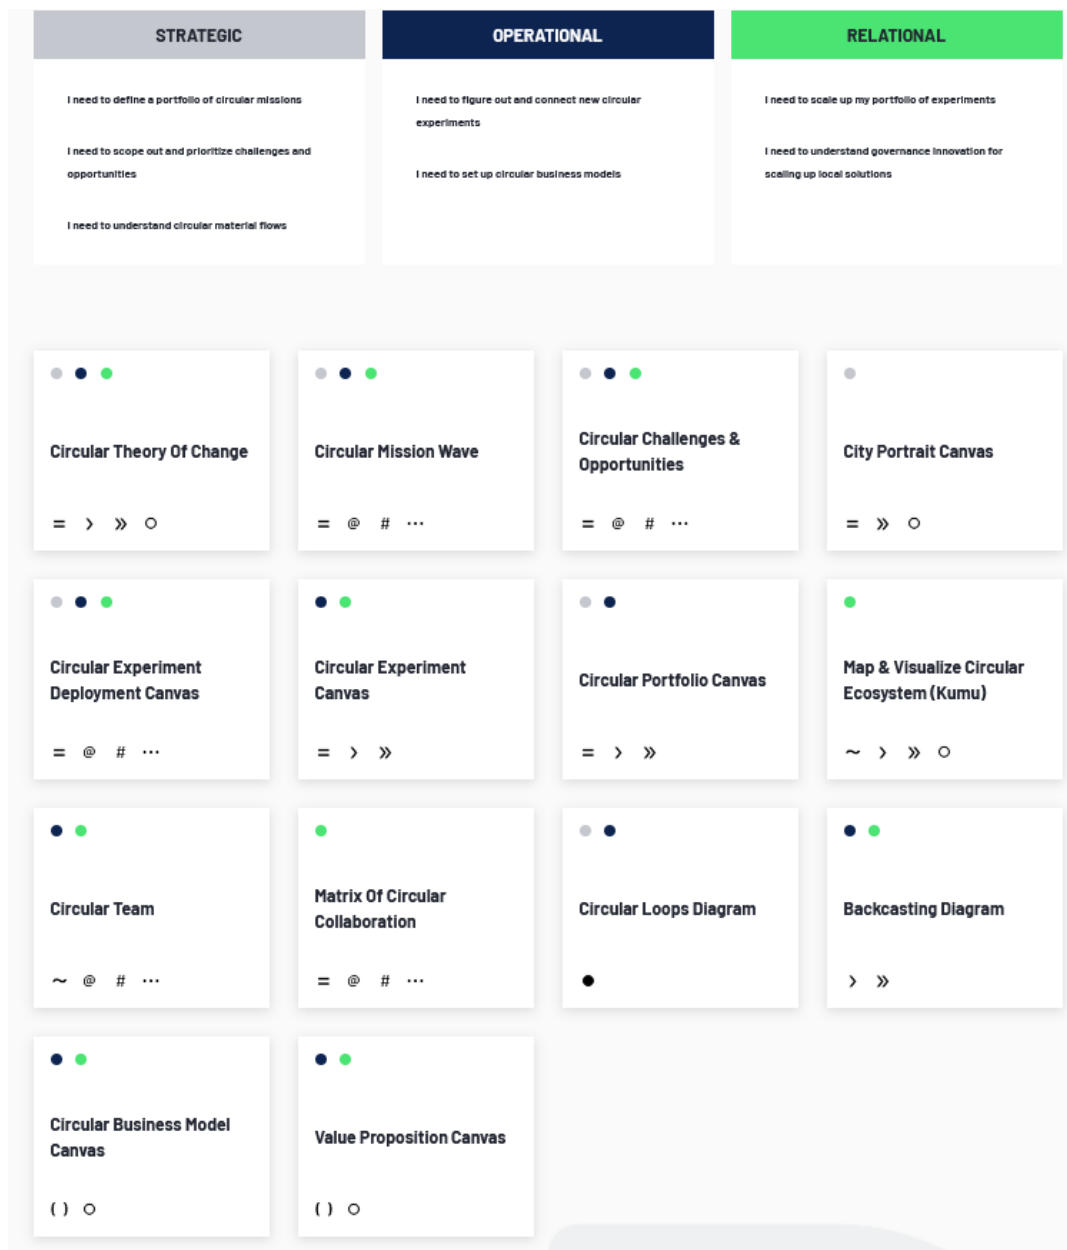 STRATEGIC
I need to define a portfolio of circular missions
I need to scope out and prioritize challenges and
opportunities
I need to understand circular material flows
OPERATIONAL
I need to figure out and connect new circular
experiments
I need to set up circular business models
RELATIONAL
I need to scale up my portfolio of experiments
I need to understand governance innovation for
scaling up local solutions
Circular Theory Of Change
= › » ○
Circular Mission Wave
= @ # ···
Circular Challenges &
Opportunities
= @ # ···
City Portrait Canvas
= » ○
Circular Experiment
Deployment Canvas
= @ # ···
Circular Experiment
Canvas
= › »
Circular Portfolio Canvas
= › »
Map & Visualize Circular
Ecosystem (Kumu)
~ › » ○
Circular Team
~ @ # ···
Matrix Of Circular
Collaboration
= @ # ···
Circular Loops Diagram
●
Backcasting Diagram
› »
Circular Business Model
Canvas
( ) ○
Value Proposition Canvas
( ) ○